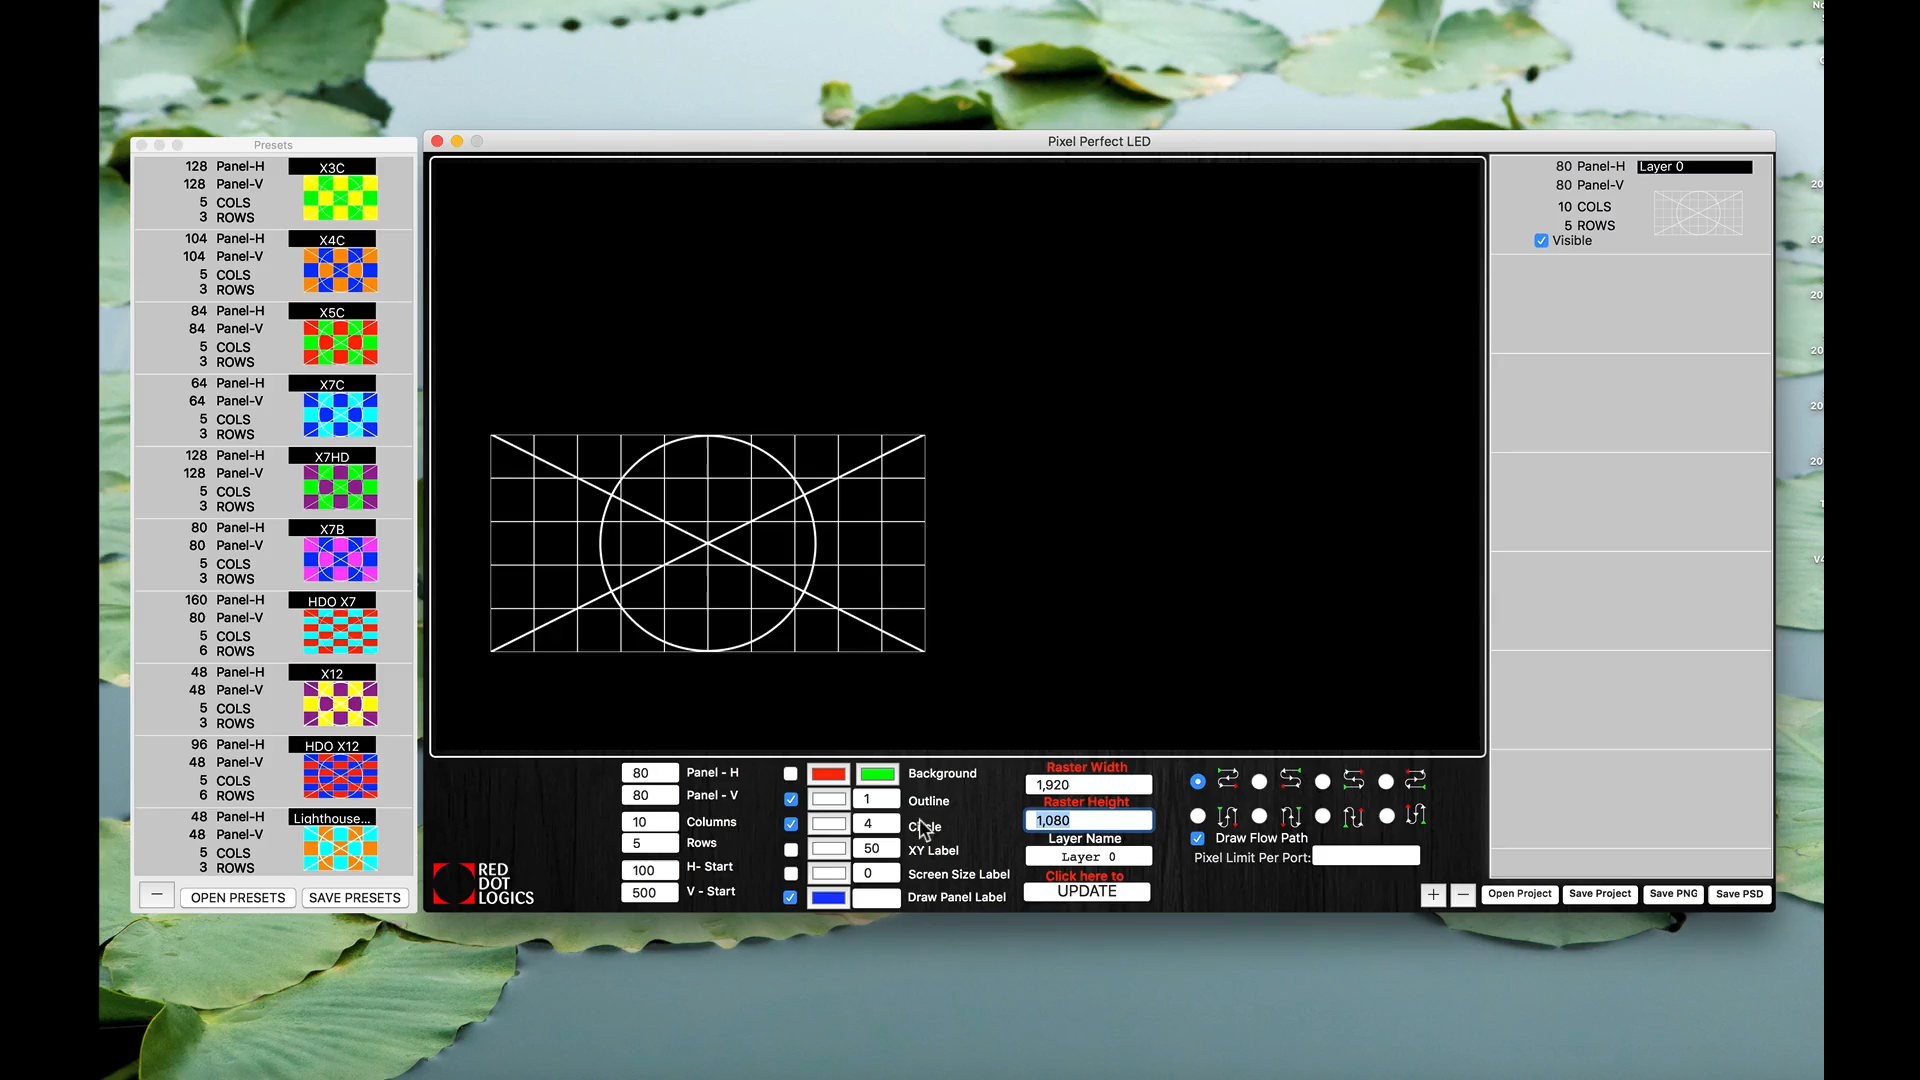 Presets
128 Panel-H X3C
128 Panel-V
5 COLS
3 ROWS
104 Panel-H X4C
104 Panel-V
5 COLS
3 ROWS
84 Panel-H X5C
84 Panel-V
5 COLS
3 ROWS
64 Panel-H X7C
64 Panel-V
5 COLS
3 ROWS
128 Panel-H X7HD
128 Panel-V
5 COLS
3 ROWS
80 Panel-H X7B
80 Panel-V
5 COLS
3 ROWS
160 Panel-H HDO X7
80 Panel-V
5 COLS
6 ROWS
48 Panel-H X12
48 Panel-V
5 COLS
3 ROWS
96 Panel-H HDO X12
48 Panel-V
5 COLS
6 ROWS
48 Panel-H Lighthouse...
48 Panel-V
5 COLS
3 ROWS
OPEN PRESETS SAVE PRESETS
Pixel Perfect LED
80 Panel-H Layer 0
80 Panel-V
10 COLS
5 ROWS
Visible
RED
DOT
LOGICS
80 Panel - H
80 Panel - V
10 Columns
5 Rows
100 H- Start
500 V - Start
Background
1 Outline
4 Circle
50 XY Label
0 Screen Size Label
Draw Panel Label
Raster Width
1,920
Raster Height
1,080
Layer Name
Layer 0
Click here to
UPDATE
Draw Flow Path
Pixel Limit Per Port:
+ − Open Project Save Project Save PNG Save PSD